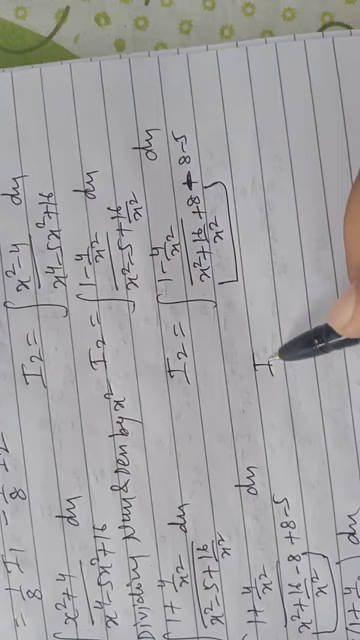 = 1/8 I₁ - 1/8 I₂
∫ x²+4 / x⁴-5x²+16 dx
Dividing Num & Den by x²
∫ 1+4/x² / x²-5+16/x² dx
1+4/x² / x²+16/x²-8+8-5 dx
I₂ = ∫ x²-4 / x⁴-5x²+16 dx
I₂ = ∫ 1-4/x² / x²-5+16/x² dx
I₂ = ∫ 1-4/x² / x²+16/x²+8-8-5 dx
I